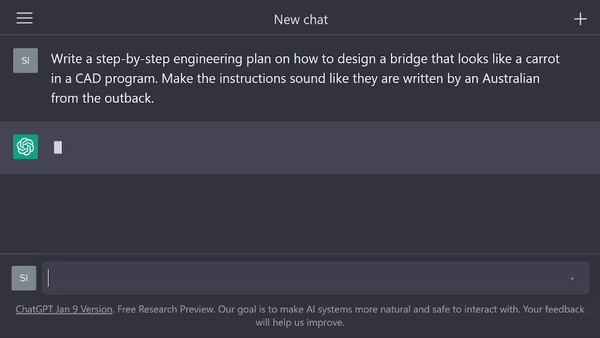 New chat
SI
Write a step-by-step engineering plan on how to design a bridge that looks like a carrot
in a CAD program. Make the instructions sound like they are written by an Australian
from the outback.
SI
ChatGPT Jan 9 Version. Free Research Preview. Our goal is to make AI systems more natural and safe to interact with. Your feedback
will help us improve.